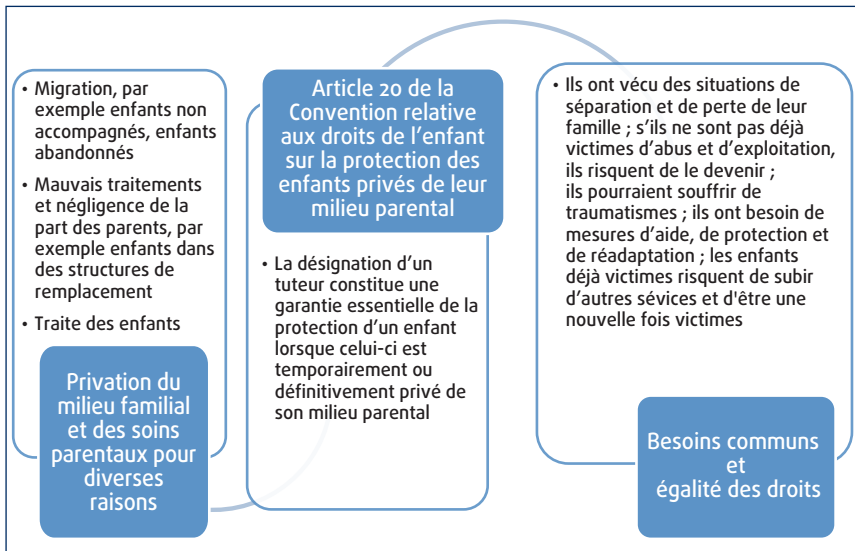 • Migration, par
exemple enfants non
accompagnés, enfants
abandonnés
• Mauvais traitements
et négligence de la
part des parents, par
exemple enfants dans
des structures de
remplacement
• Traite des enfants
Privation du
milieu familial
et des soins
parentaux pour
diverses
raisons
Article 20 de la
Convention relative
aux droits de l’enfant
sur la protection des
enfants privés de leur
milieu parental
• La désignation d’un
tuteur constitue une
garantie essentielle de la
protection d’un enfant
lorsque celui-ci est
temporairement ou
définitivement privé de
son milieu parental
• Ils ont vécu des situations de
séparation et de perte de leur
famille ; s’ils ne sont pas déjà
victimes d’abus et d’exploitation,
ils risquent de le devenir ;
ils pourraient souffrir de
traumatismes ; ils ont besoin de
mesures d’aide, de protection et
de réadaptation ; les enfants
déjà victimes risquent de subir
d’autres sévices et d'être une
nouvelle fois victimes
Besoins communs
et
égalité des droits